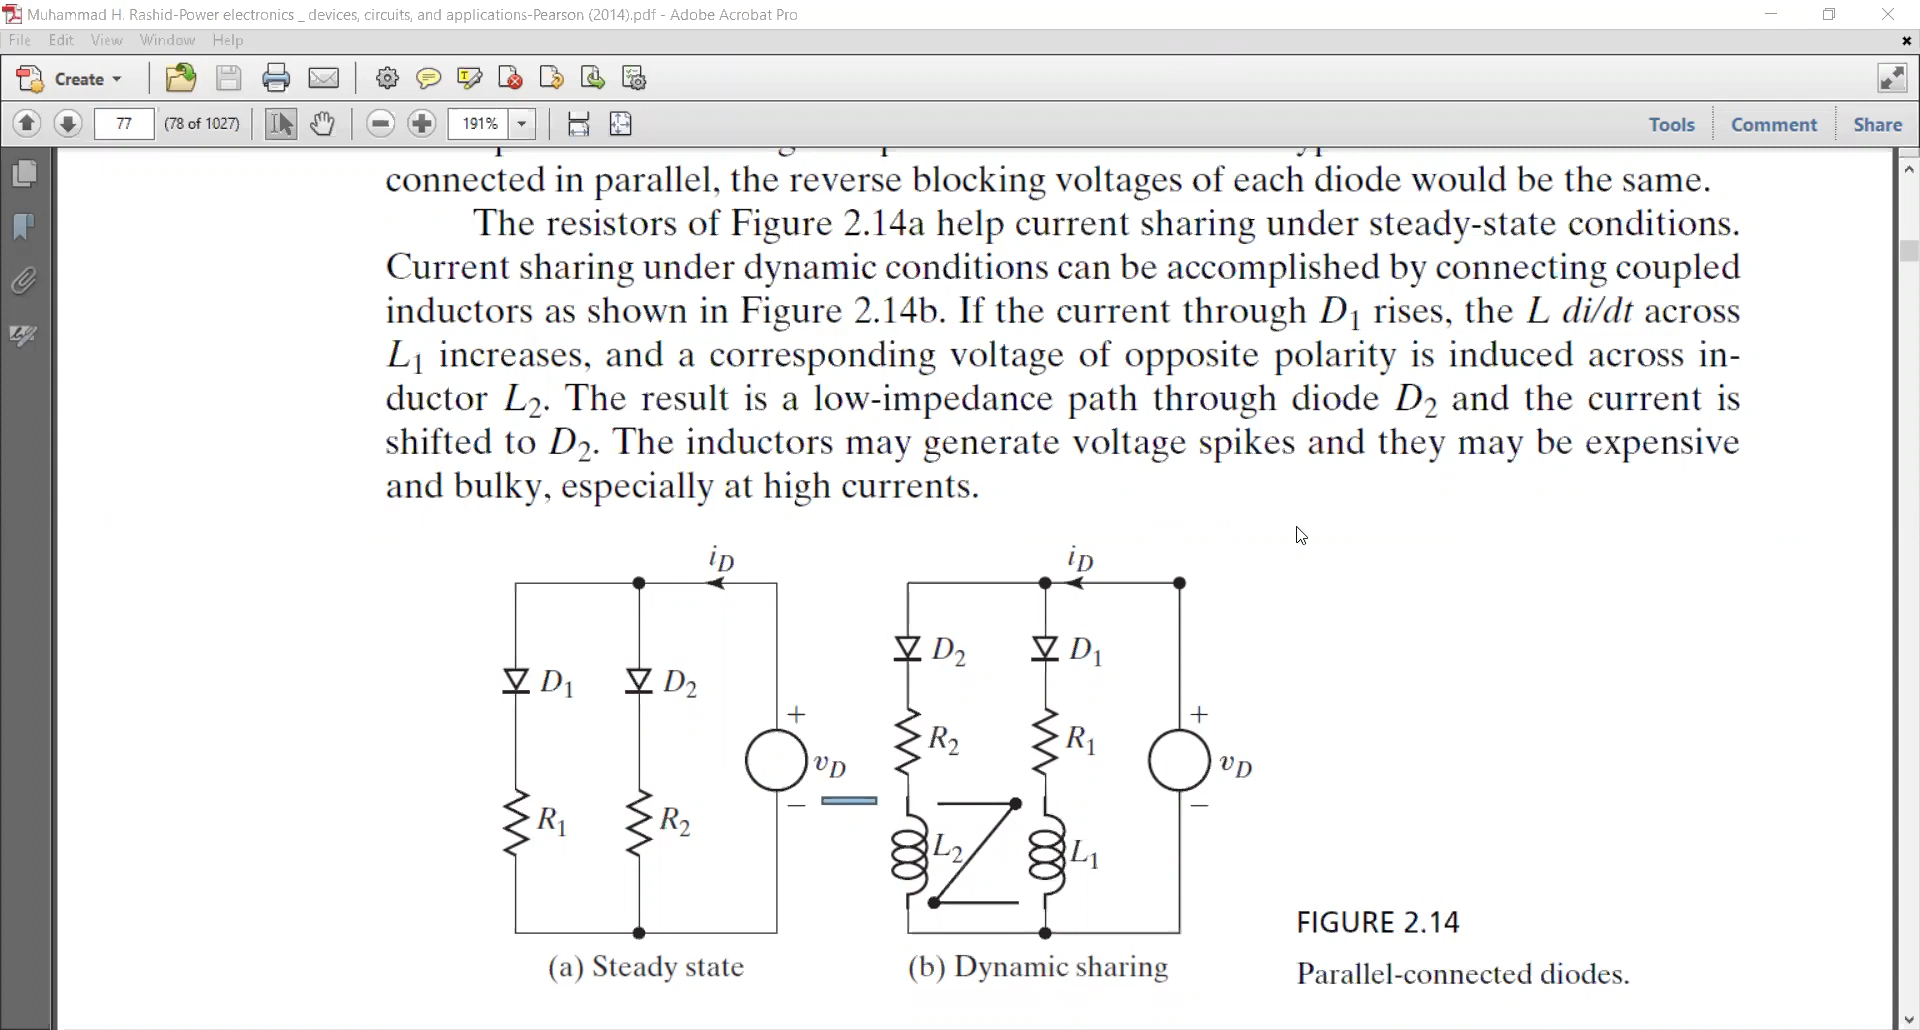 Muhammad H. Rashid-Power electronics _ devices, circuits, and applications-Pearson (2014).pdf - Adobe Acrobat Pro
File Edit View Window Help
Create
77 (78 of 1027) 191% Tools Comment Share
connected in parallel, the reverse blocking voltages of each diode would be the same.
The resistors of Figure 2.14a help current sharing under steady-state conditions.
Current sharing under dynamic conditions can be accomplished by connecting coupled
inductors as shown in Figure 2.14b. If the current through D1 rises, the L di/dt across
L1 increases, and a corresponding voltage of opposite polarity is induced across in-
ductor L2. The result is a low-impedance path through diode D2 and the current is
shifted to D2. The inductors may generate voltage spikes and they may be expensive
and bulky, especially at high currents.
iD iD
D2 D1
D1 D2
+ +
R2 R1
vD vD
− −
R1 R2
L2 L1
FIGURE 2.14
(a) Steady state (b) Dynamic sharing
Parallel-connected diodes.